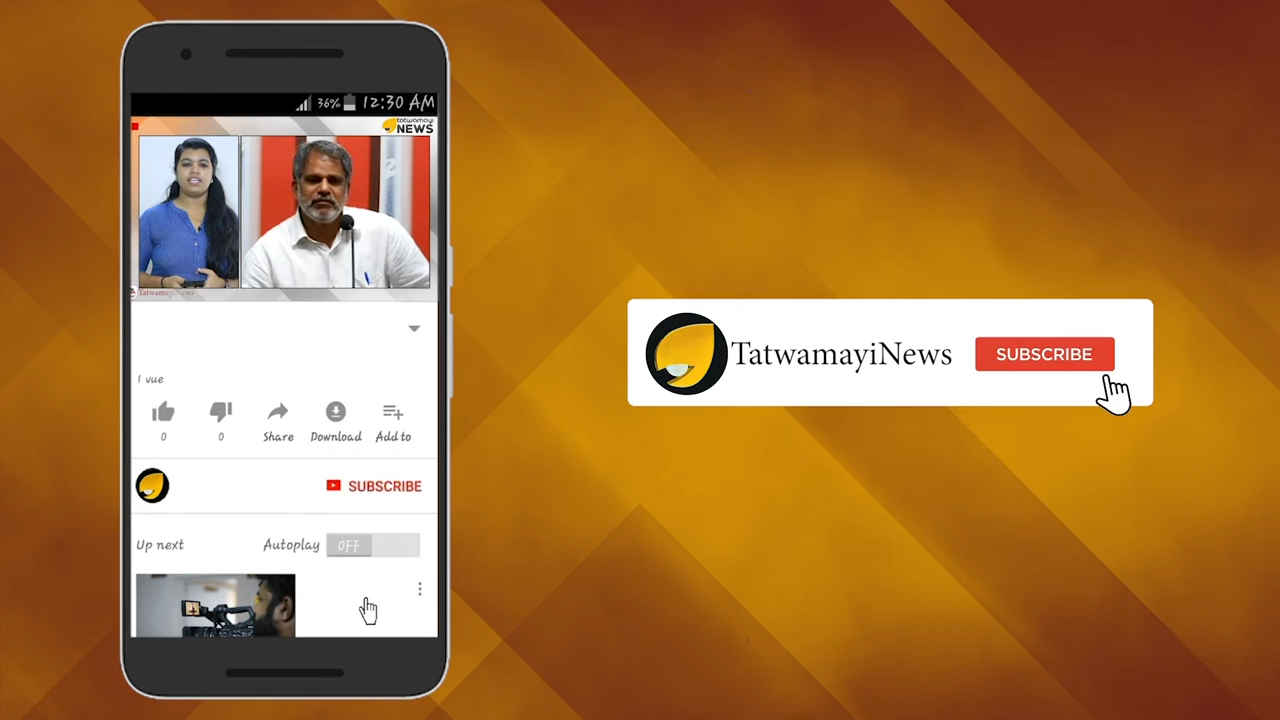 36% 12:30 AM
tatwamayi
NEWS
TatwamayiNews
1 vue
0 0 Share Download Add to
SUBSCRIBE
Up next Autoplay OFF
TatwamayiNews SUBSCRIBE